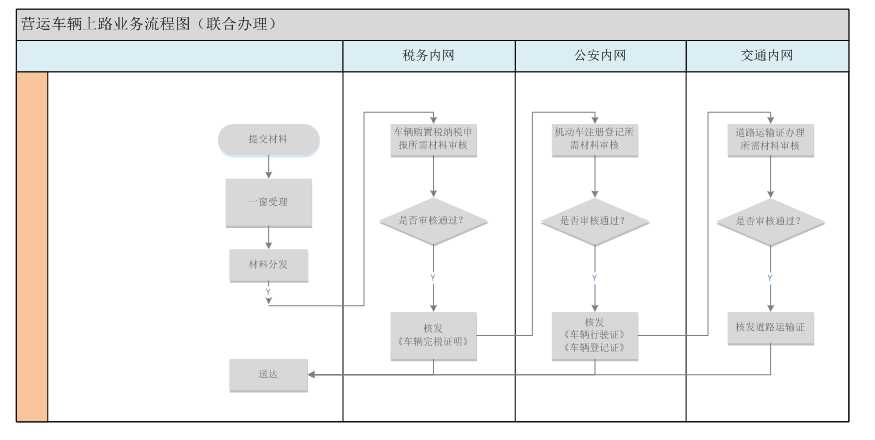 营运车辆上路业务流程图（联合办理）
税务内网
公安内网
交通内网
提交材料
一窗受理
材料分发
Y
送达
车辆购置税纳税申
报所需材料审核
是否审核通过？
Y
核发
《车辆完税证明》
机动车注册登记所
需材料审核
是否审核通过？
Y
核发
《车辆行驶证》
《车辆登记证》
道路运输证办理
所需材料审核
是否审核通过？
Y
核发道路运输证